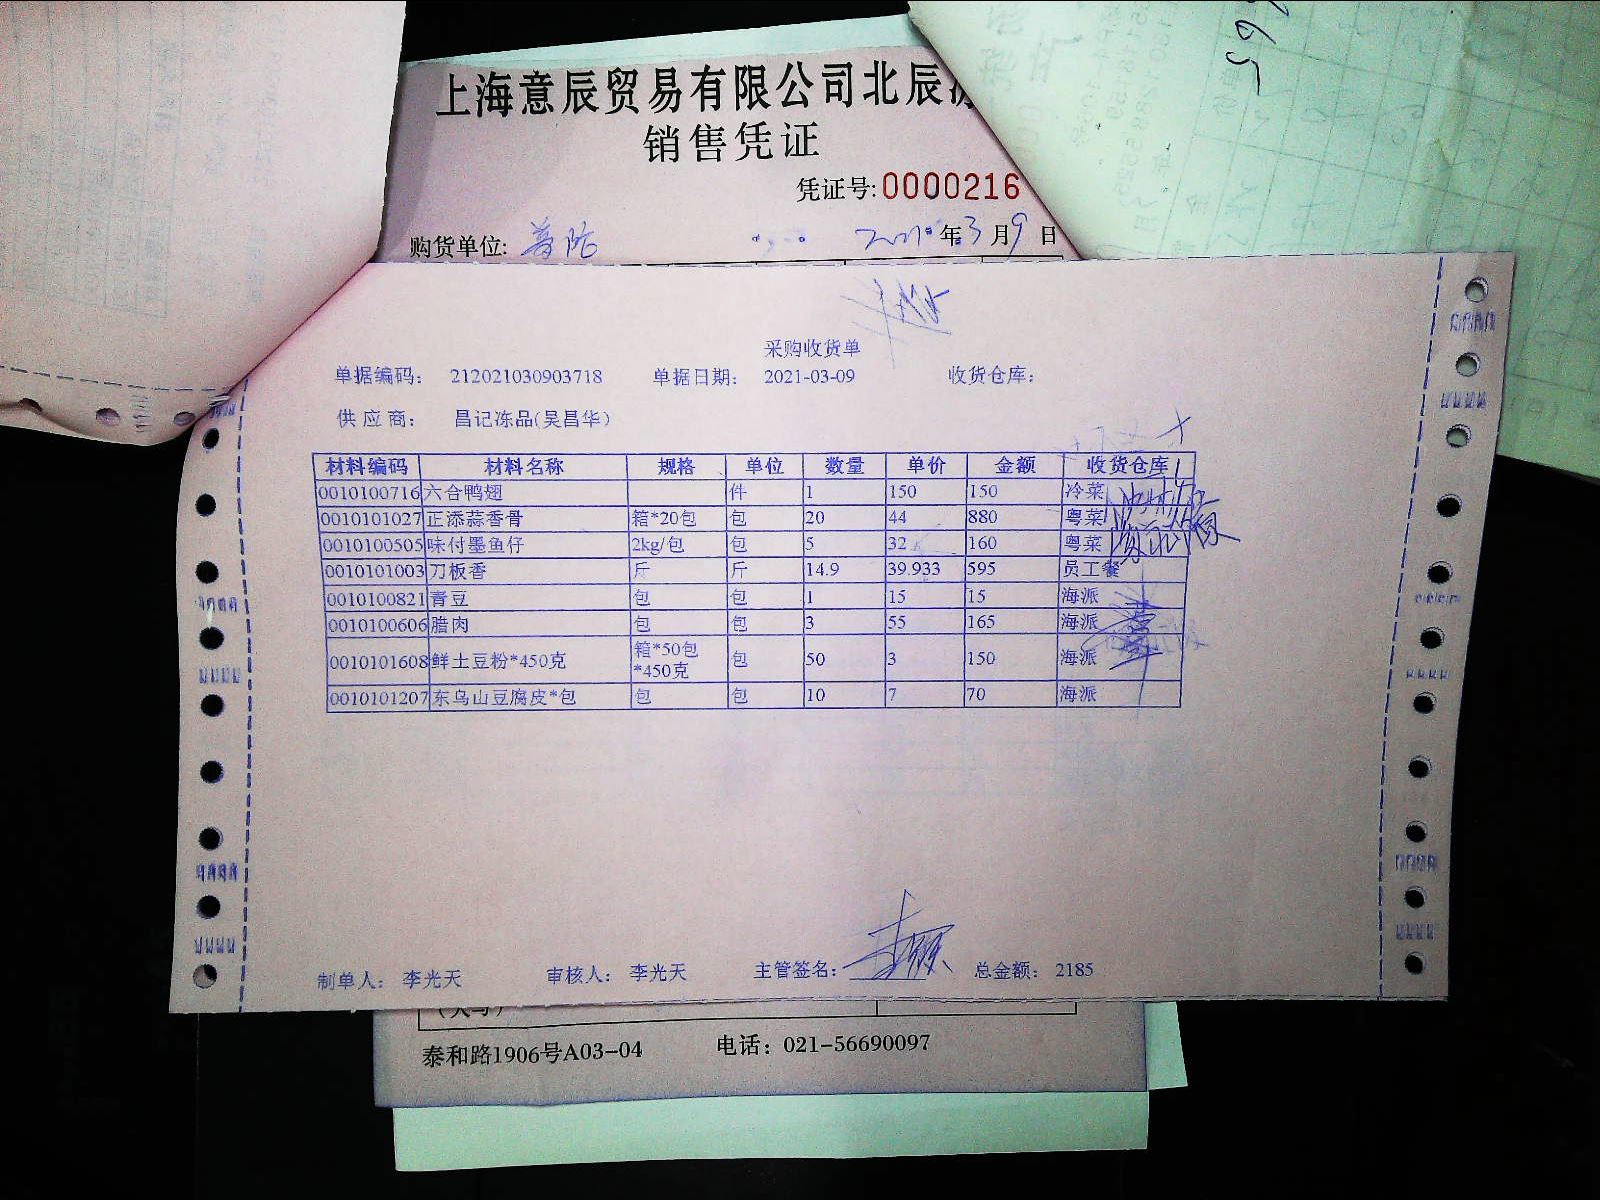 上海意辰贸易有限公司北辰
销售凭证
凭证号:0000216
购货单位: 普陀 2021年3月9日
采购收货单
单据编码： 212021030903718 单据日期： 2021-03-09 收货仓库：
供应商： 昌记冻品(吴昌华)
材料编码 材料名称 规格 单位 数量 单价 金额 收货仓库
0010100716 六合鸭翅 件 1 150 150 冷菜
0010101027 正添蒜香骨 箱*20包 包 20 44 880 粤菜
0010100505 味付墨鱼仔 2kg/包 包 5 32 160 粤菜
0010101003 刀板香 斤 斤 14.9 39.933 595 员工餐
0010100821 青豆 包 包 1 15 15 海派
0010100606 腊肉 包 包 3 55 165 海派
0010101608 鲜土豆粉*450克 箱*50包*450克 包 50 3 150 海派
0010101207 东乌山豆腐皮*包 包 包 10 7 70 海派
制单人： 李光天 审核人： 李光天 主管签名： 总金额： 2185
泰和路1906号A03-04 电话：021-56690097